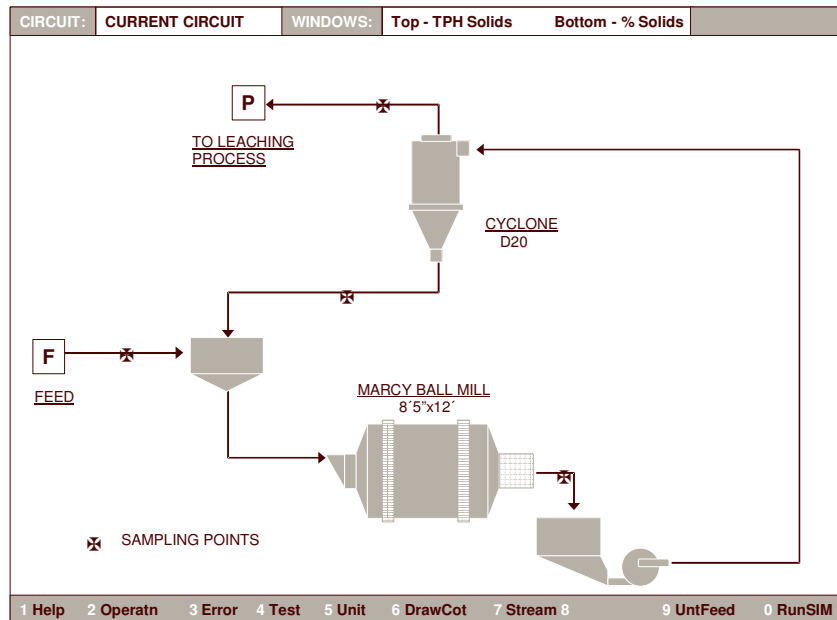 CIRCUIT: CURRENT CIRCUIT WINDOWS: Top - TPH Solids Bottom - % Solids
P
TO LEACHING
PROCESS
CYCLONE
D20
F
FEED
MARCY BALL MILL
8´5”x12´
SAMPLING POINTS
1 Help 2 Operatn 3 Error 4 Test 5 Unit 6 DrawCot 7 Stream 8 9 UntFeed 0 RunSIM